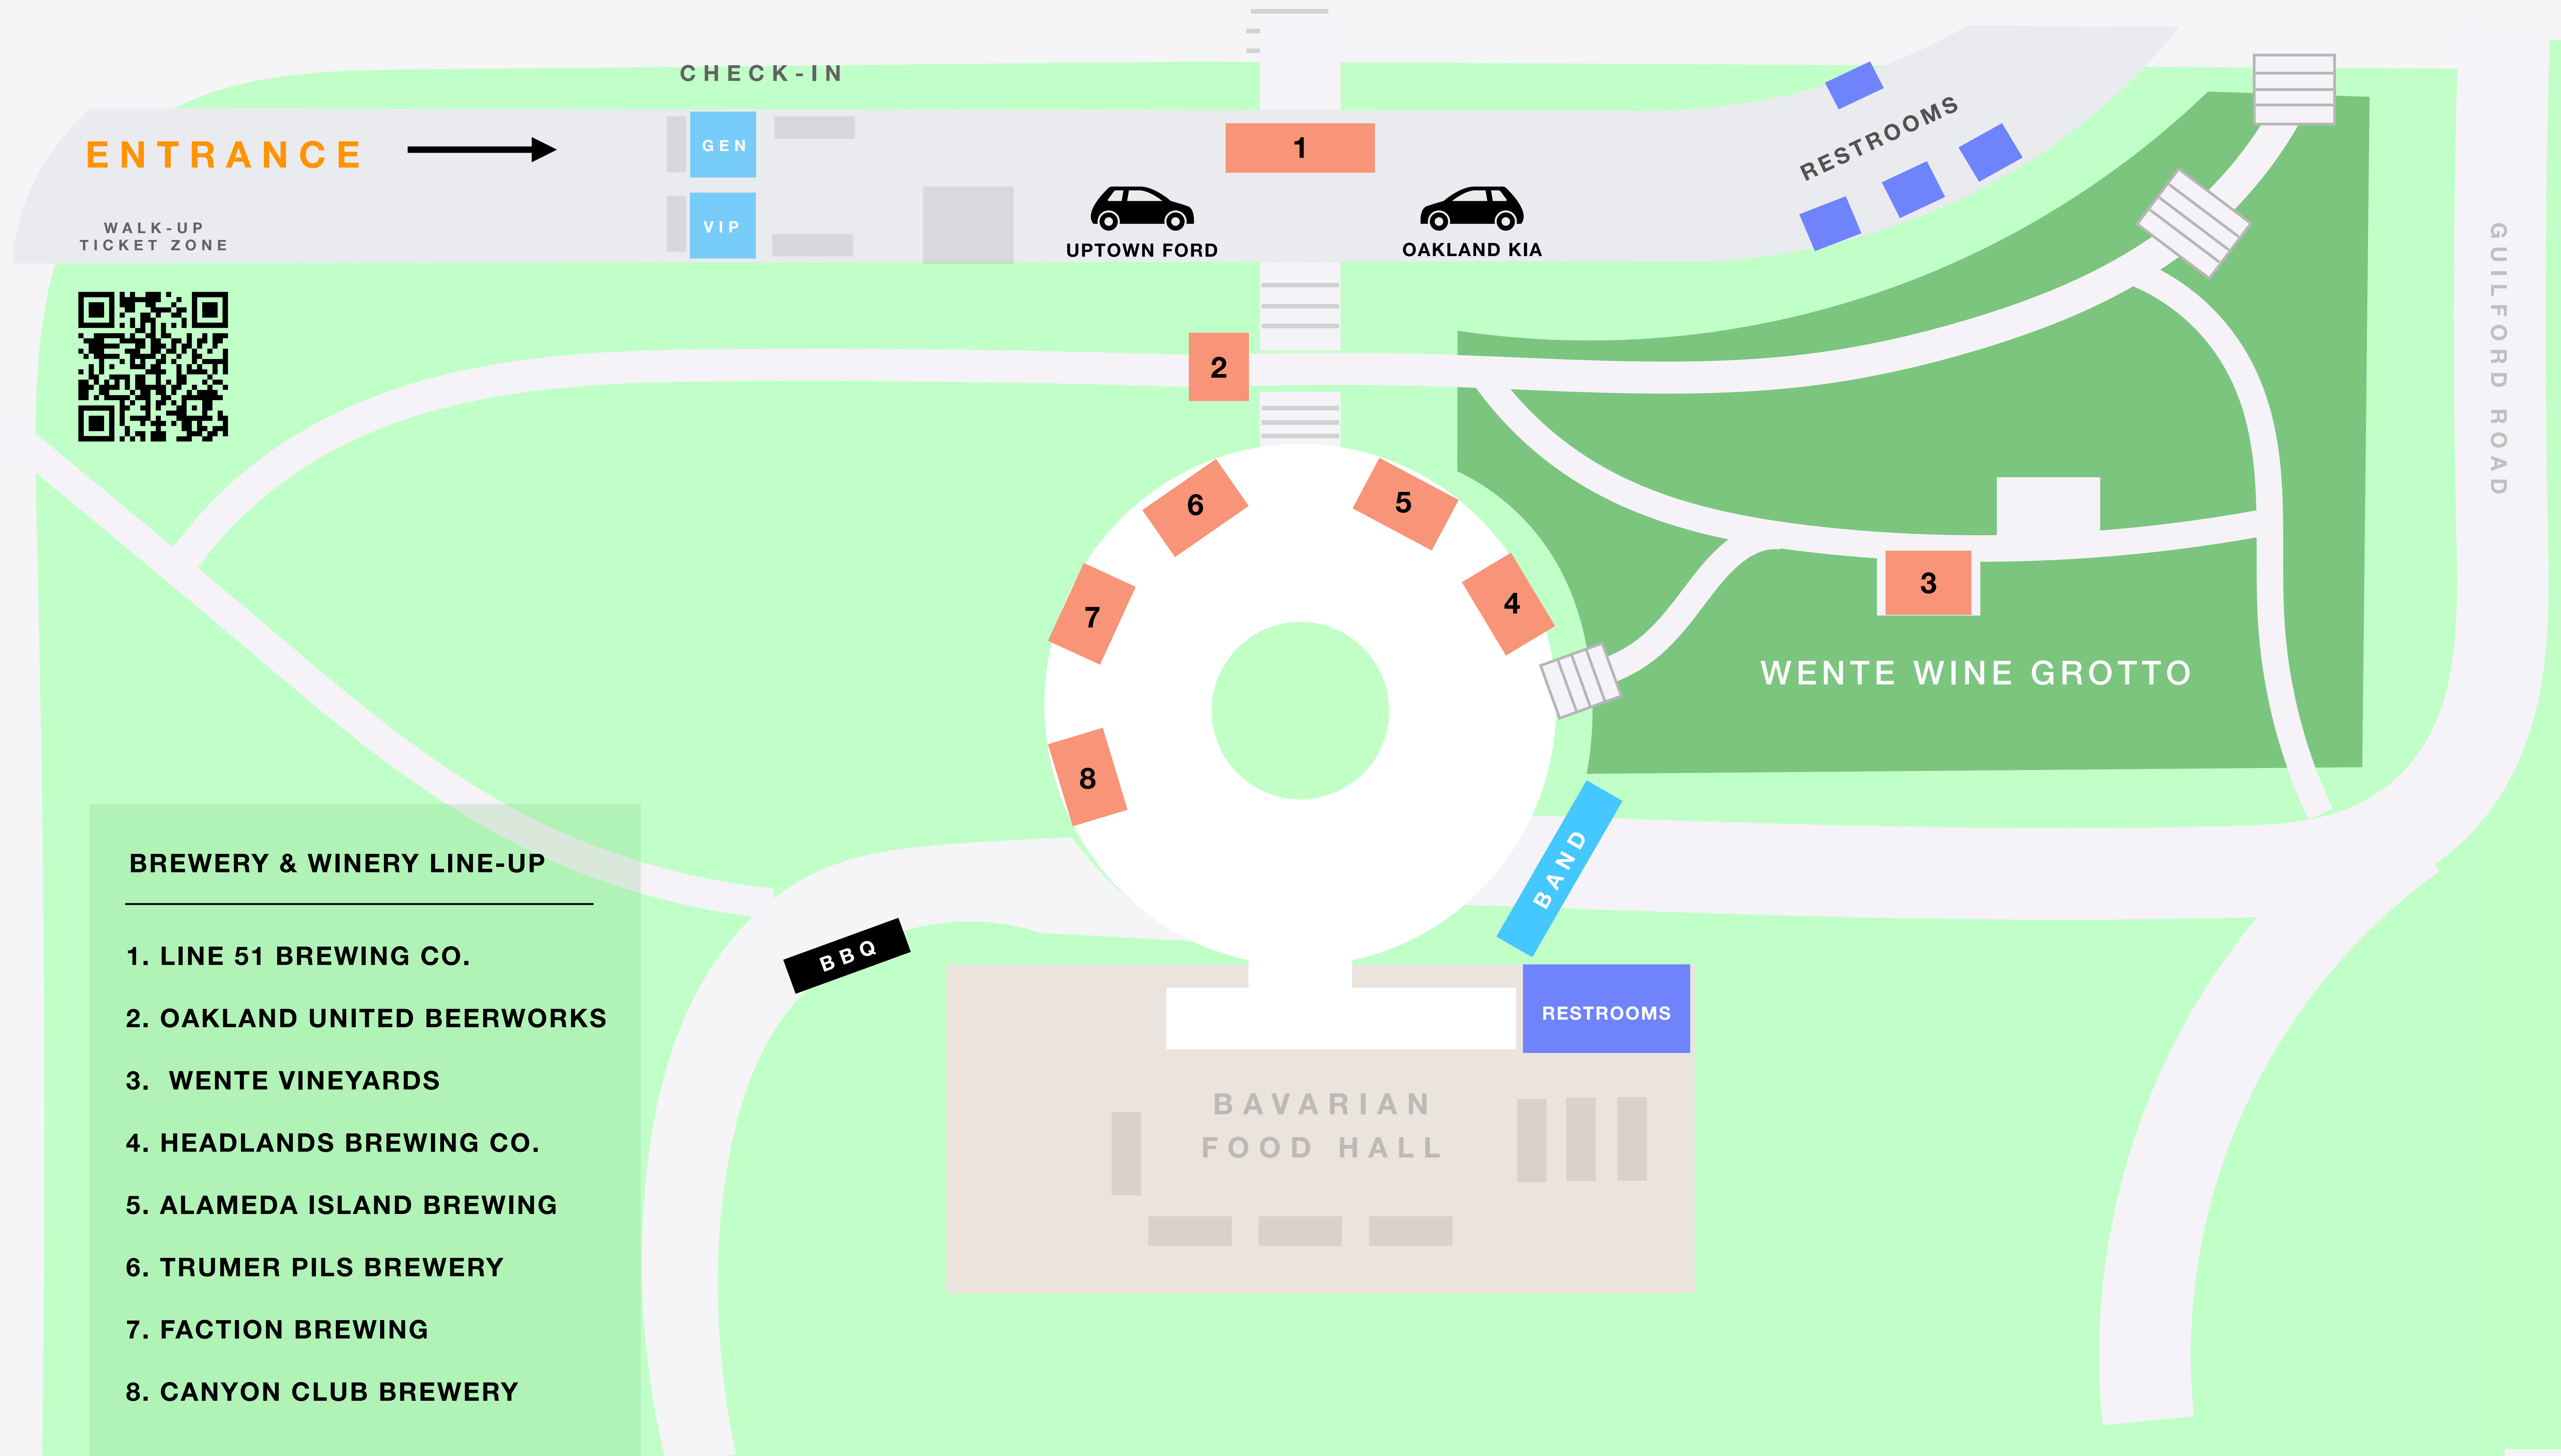 CHECK-IN
ENTRANCE
GEN
VIP
WALK-UP
TICKET ZONE
1
UPTOWN FORD
OAKLAND KIA
RESTROOMS
GUILFORD ROAD
2
6
5
7
4
3
WENTE WINE GROTTO
8
BAND
BBQ
RESTROOMS
BAVARIAN
FOOD HALL
BREWERY & WINERY LINE-UP
1. LINE 51 BREWING CO.
2. OAKLAND UNITED BEERWORKS
3. WENTE VINEYARDS
4. HEADLANDS BREWING CO.
5. ALAMEDA ISLAND BREWING
6. TRUMER PILS BREWERY
7. FACTION BREWING
8. CANYON CLUB BREWERY